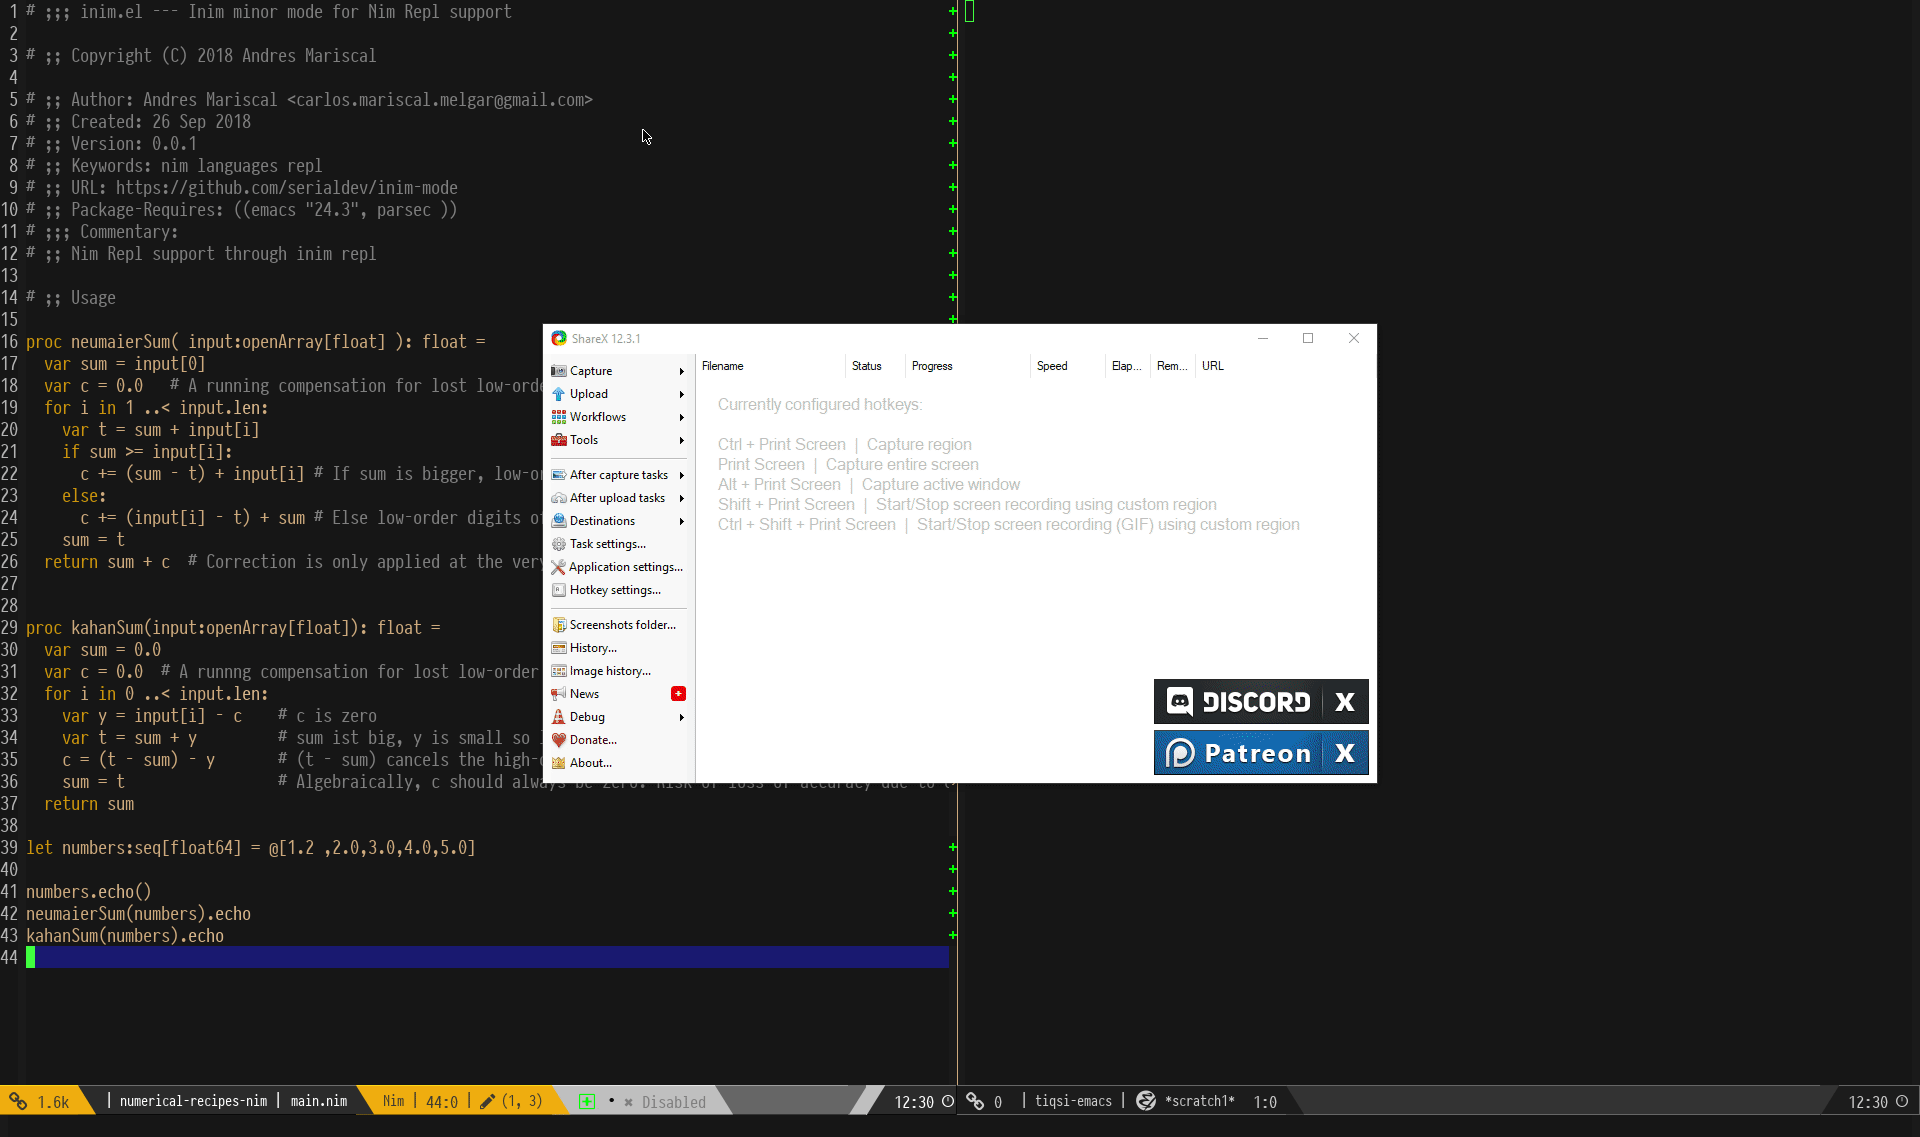 1 # ;;; inim.el --- Inim minor mode for Nim Repl support
2
3 # ;; Copyright (C) 2018 Andres Mariscal
4
5 # ;; Author: Andres Mariscal <carlos.mariscal.melgar@gmail.com>
6 # ;; Created: 26 Sep 2018
7 # ;; Version: 0.0.1
8 # ;; Keywords: nim languages repl
9 # ;; URL: https://github.com/serialdev/inim-mode
10 # ;; Package-Requires: ((emacs "24.3", parsec ))
11 # ;;; Commentary:
12 # ;; Nim Repl support through inim repl
13
14 # ;; Usage
15
16 proc neumaierSum( input:openArray[float] ): float =
17 var sum = input[0]
18 var c = 0.0 # A running compensation for lost low-orde
19 for i in 1 ..< input.len:
20 var t = sum + input[i]
21 if sum >= input[i]:
22 c += (sum - t) + input[i] # If sum is bigger, low-o
23 else:
24 c += (input[i] - t) + sum # Else low-order digits of
25 sum = t
26 return sum + c # Correction is only applied at the very
27
28
29 proc kahanSum(input:openArray[float]): float =
30 var sum = 0.0
31 var c = 0.0 # A runnng compensation for lost low-order
32 for i in 0 ..< input.len:
33 var y = input[i] - c # c is zero
34 var t = sum + y # sum ist big, y is small so
35 c = (t - sum) - y # (t - sum) cancels the high-
36 sum = t # Algebraically, c should always be zero. Risk of loss of accuracy due to
37 return sum
38
39 let numbers:seq[float64] = @[1.2 ,2.0,3.0,4.0,5.0]
40
41 numbers.echo()
42 neumaierSum(numbers).echo
43 kahanSum(numbers).echo
44
ShareX 12.3.1
Capture
Upload
Workflows
Tools
After capture tasks
After upload tasks
Destinations
Task settings...
Application settings...
Hotkey settings...
Screenshots folder...
History...
Image history...
News
Debug
Donate...
About...
Filename Status Progress Speed Elap... Rem... URL
Currently configured hotkeys:
Ctrl + Print Screen | Capture region
Print Screen | Capture entire screen
Alt + Print Screen | Capture active window
Shift + Print Screen | Start/Stop screen recording using custom region
Ctrl + Shift + Print Screen | Start/Stop screen recording (GIF) using custom region
DISCORD X
Patreon X
1.6k | numerical-recipes-nim | main.nim Nim | 44:0 | (1, 3) • × Disabled 12:30
0 | tiqsi-emacs | *scratch1* 1:0 12:30